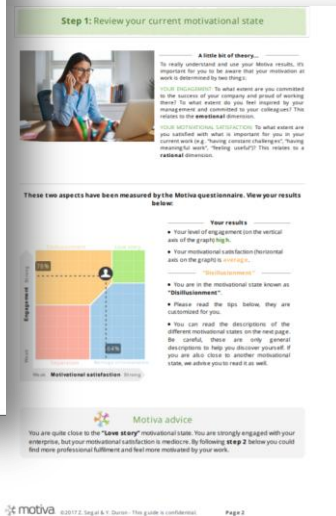 Step 1: Review your current motivational state
A little bit of theory...
To really understand and use your Motiva results, it's
important for you to be aware that your motivation at
work is determined by two things:
YOUR ENGAGEMENT: To what extent are you committed
to the success of your company and proud of working
there? To what extent do you feel inspired by your
management and committed to your colleagues? This
relates to the emotional dimension.
YOUR MOTIVATIONAL SATISFACTION: To what extent are
you satisfied with what is important for you in your
current work (e.g. "having constant challenges", "having
meaningful work", "feeling useful")? This relates to a
rational dimension.
These two aspects have been measured by the Motiva questionnaire. View your results
below:
Your results
• Your level of engagement (on the vertical
axis of the graph) high.
• Your motivational satisfaction (horizontal
axis on the graph) is average.
"Disillusionment"
• You are in the motivational state known as
"Disillusionment".
• Please read the tips below, they are
customized for you.
• You can read the descriptions of the
different motivational states on the next page.
Be careful, these are only general
descriptions to help you discover yourself. If
you are also close to another motivational
state, we advise you to read it as well.
Engagement Strong
Weak
78%
44%
Weak Motivational satisfaction Strong
Motiva advice
You are quite close to the "Love story" motivational state. You are strongly engaged with your
enterprise, but your motivational satisfaction is mediocre. By following step 2 below you could
find more professional fulfilment and feel more motivated by your work.
motiva ©2017 Z. Segal & Y. Duron - This guide is confidential. Page 2